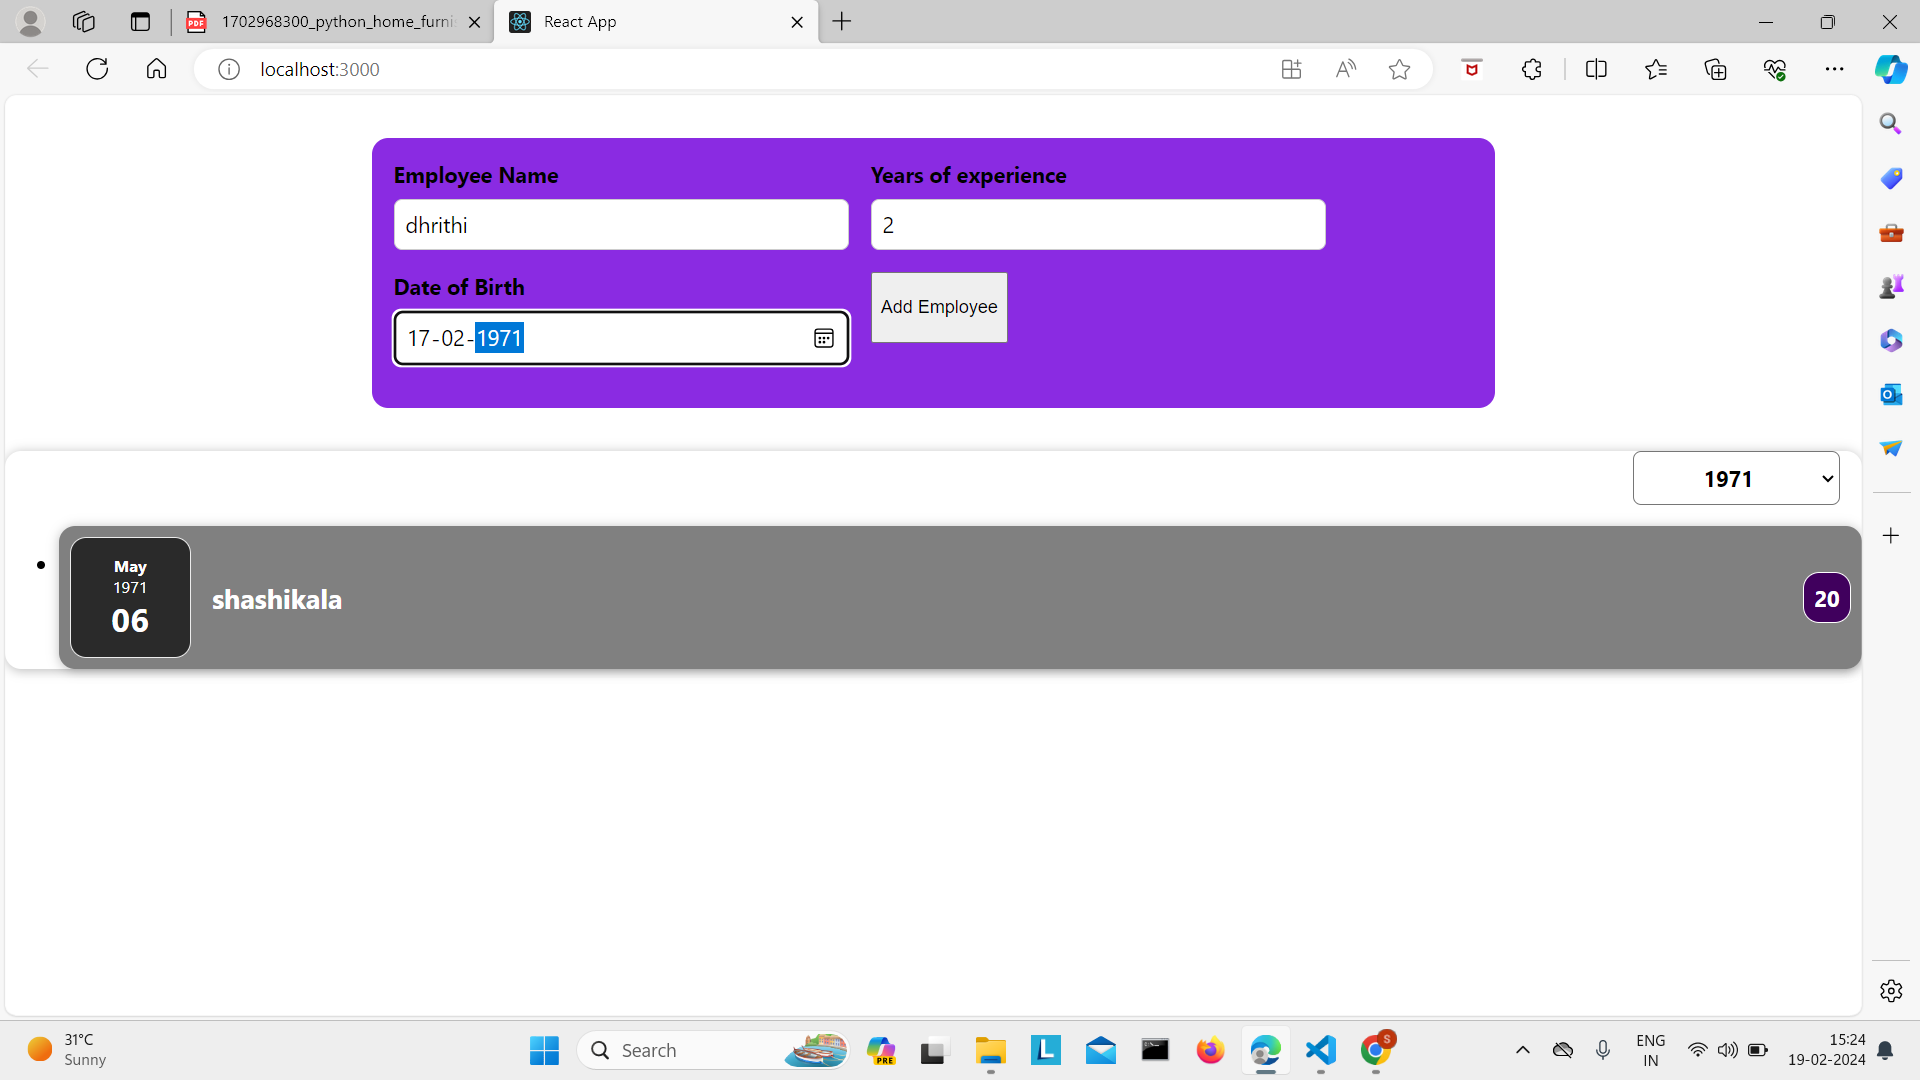 1702968300_python_home_furni
React App
localhost:3000
Employee Name
Years of experience
dhrithi
2
Date of Birth
Add Employee
17-02-1971
1971
May
1971
06
shashikala
20
31°C
Sunny
Search
PRE
ENG
IN
15:24
19-02-2024